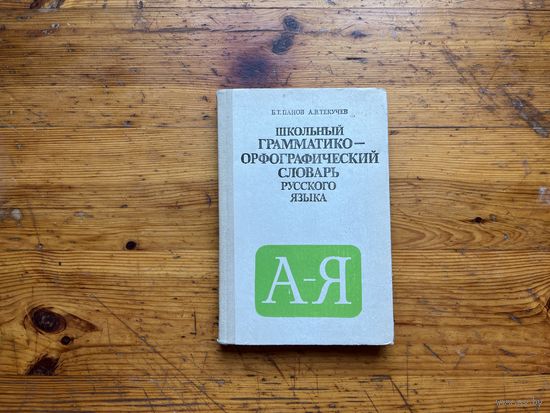 Б.Т. ПАНОВ А.В. ТЕКУЧЕВ
ШКОЛЬНЫЙ
ГРАММАТИКО—
ОРФОГРАФИЧЕСКИЙ
СЛОВАРЬ
РУССКОГО
ЯЗЫКА
А-Я